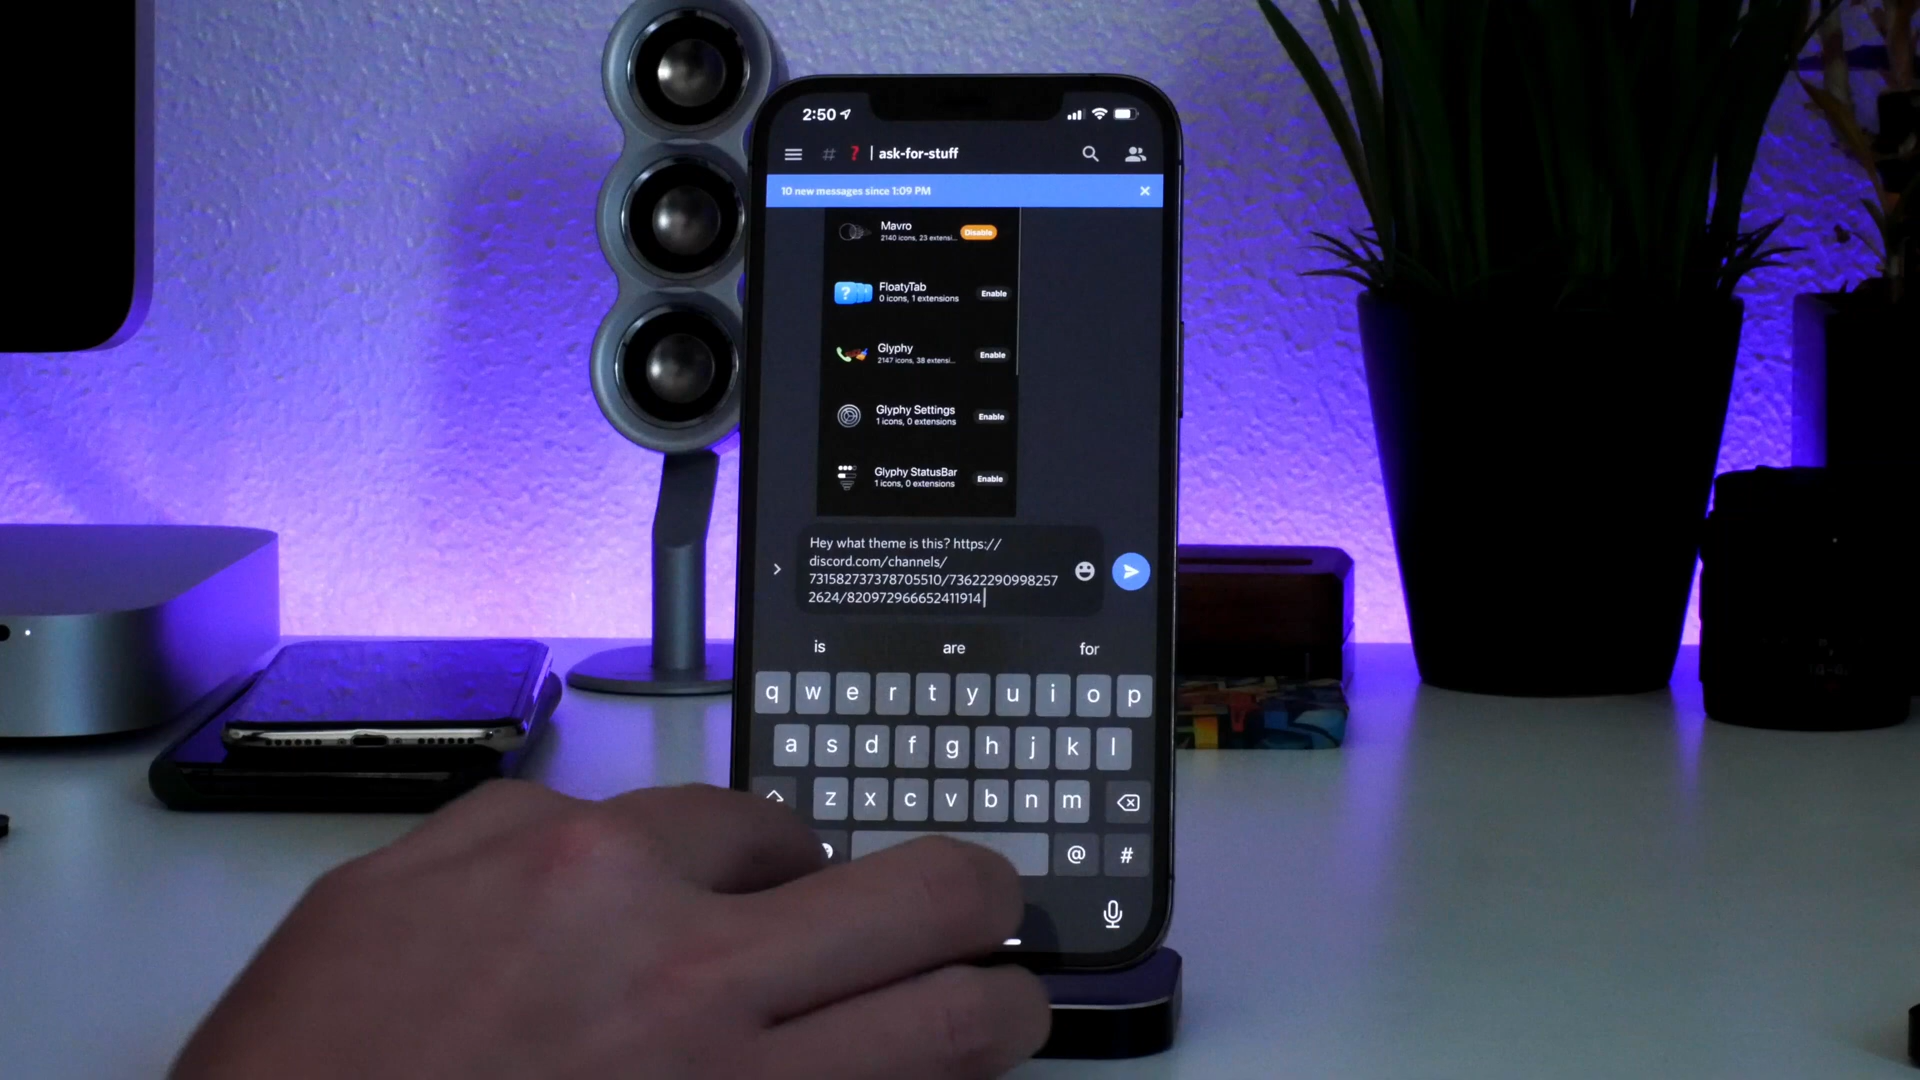 2:50
# ? | ask-for-stuff
10 new messages since 1:09 PM
Mavro
2140 icons, 23 extensi...
Disable
FloatyTab
0 icons, 1 extensions
Enable
Glyphy
2147 icons, 38 extensi...
Enable
Glyphy Settings
1 icons, 0 extensions
Enable
Glyphy StatusBar
1 icons, 0 extensions
Enable
Hey what theme is this? https://
discord.com/channels/
731582737378705510/73622290998257
2624/820972966652411914
is are for
q w e r t y u i o p
a s d f g h j k l
z x c v b n m
@ #